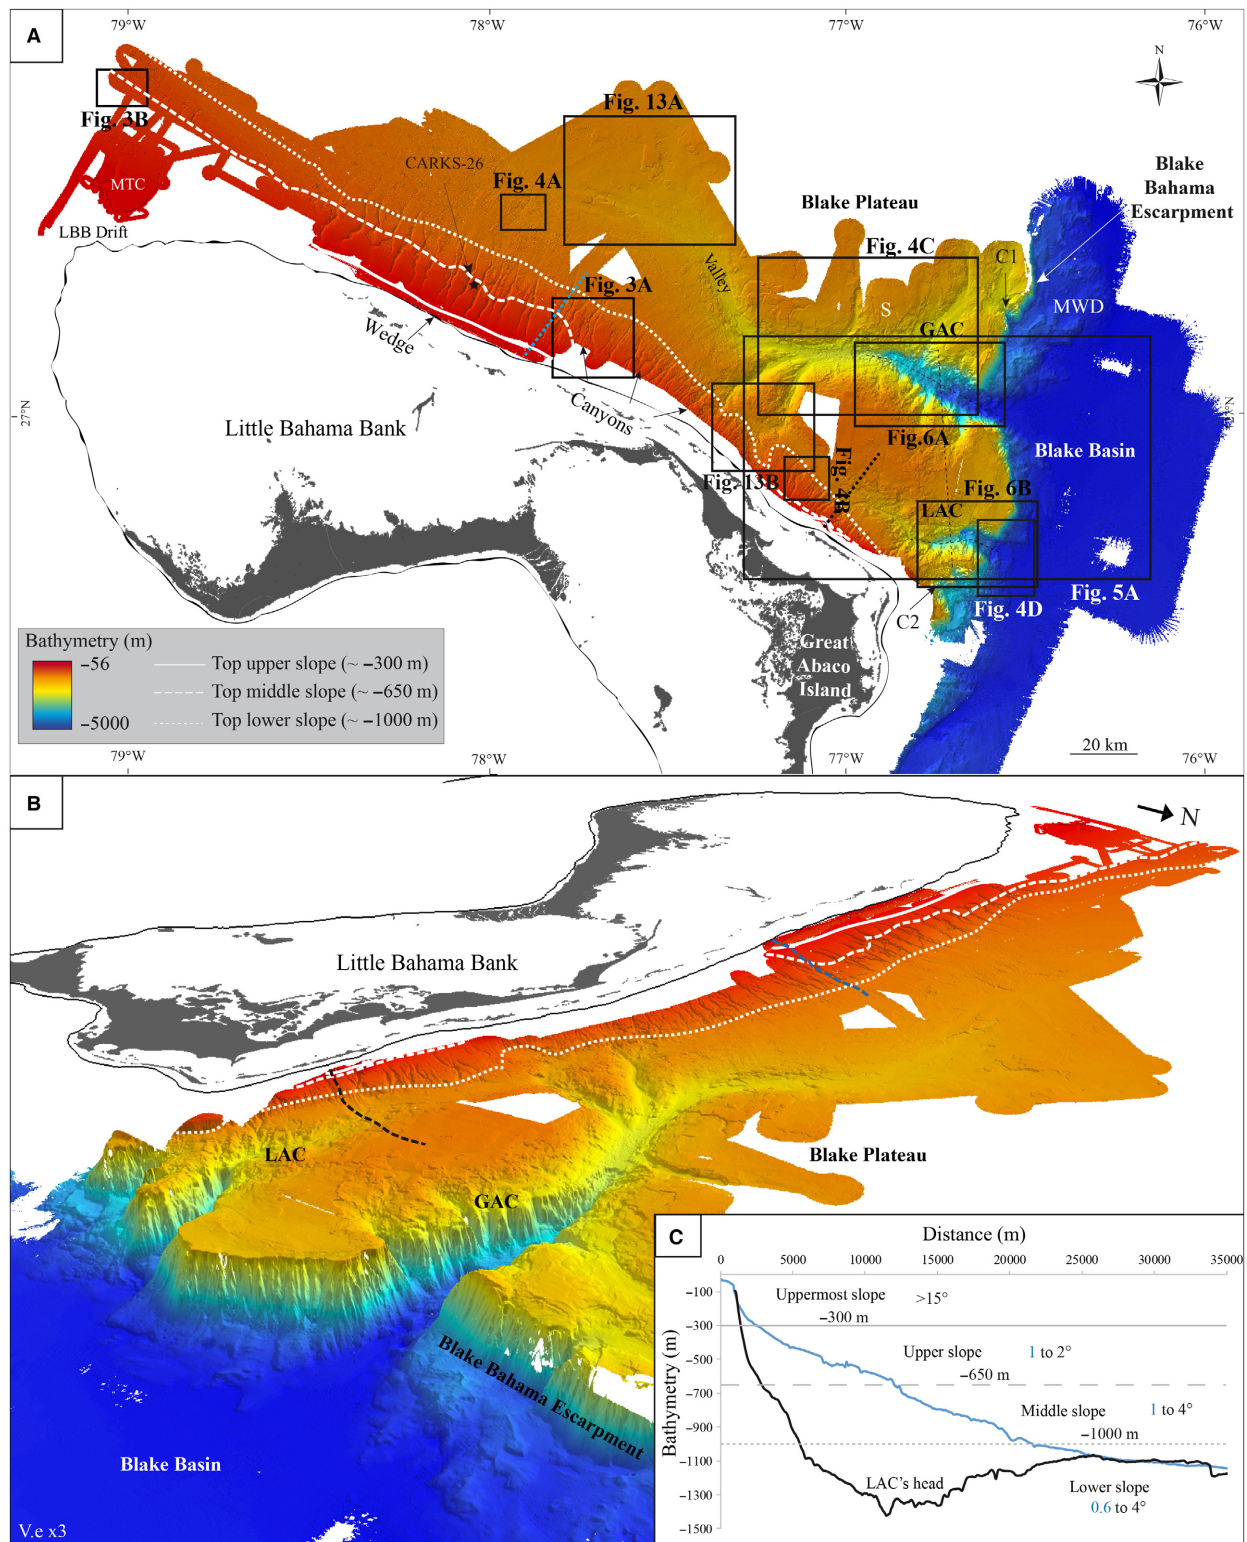 A
79°W
78°W
77°W
76°W
N
Fig. 13A
Fig. 3B
CARKS-26
Fig. 4A
MTC
Blake
Bahama
Escarpment
Blake Plateau
LBB Drift
Fig. 4C
C1
Valley
Fig. 3A
S
MWD
GAC
Wedge
27°N
Canyons
Little Bahama Bank
Fig.6A
Blake Basin
Fig. 13B
Fig. 4B
Fig. 6B
LAC
Fig. 5A
Fig. 4D
C2
Great
Abaco
Island
Bathymetry (m)
−56
−5000
Top upper slope (~ −300 m)
Top middle slope (~ −650 m)
Top lower slope (~ −1000 m)
20 km
79°W
78°W
77°W
76°W
B
N
Little Bahama Bank
LAC
GAC
Blake Plateau
Blake Bahama Escarpment
Blake Basin
V.e x3
C
Distance (m)
0 5000 10000 15000 20000 25000 30000 35000
Bathymetry (m)
−100
−300
−500
−700
−900
−1100
−1300
−1500
Uppermost slope >15°
−300 m
Upper slope 1 to 2°
−650 m
Middle slope 1 to 4°
−1000 m
LAC's head
Lower slope
0.6 to 4°